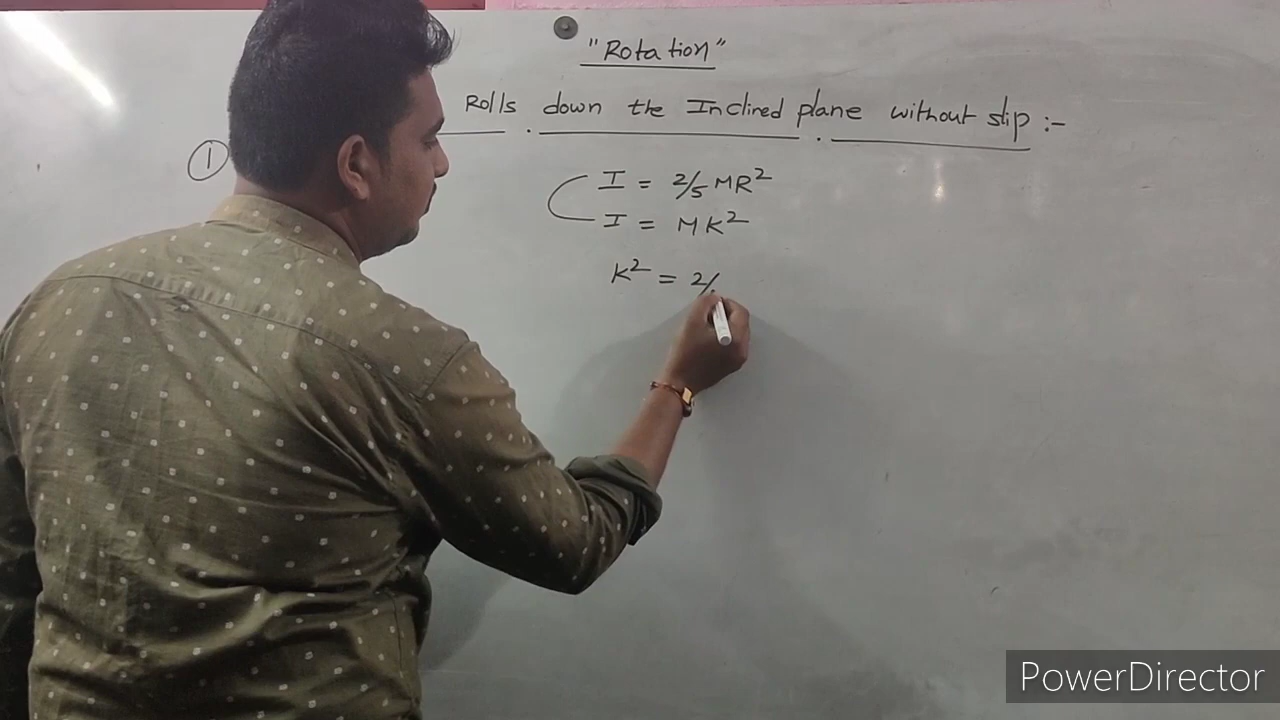 "Rotation"
Rolls down the Inclined plane without slip :-
1
I = 2/5 MR²
I = MK²
K² = 2/
PowerDirector